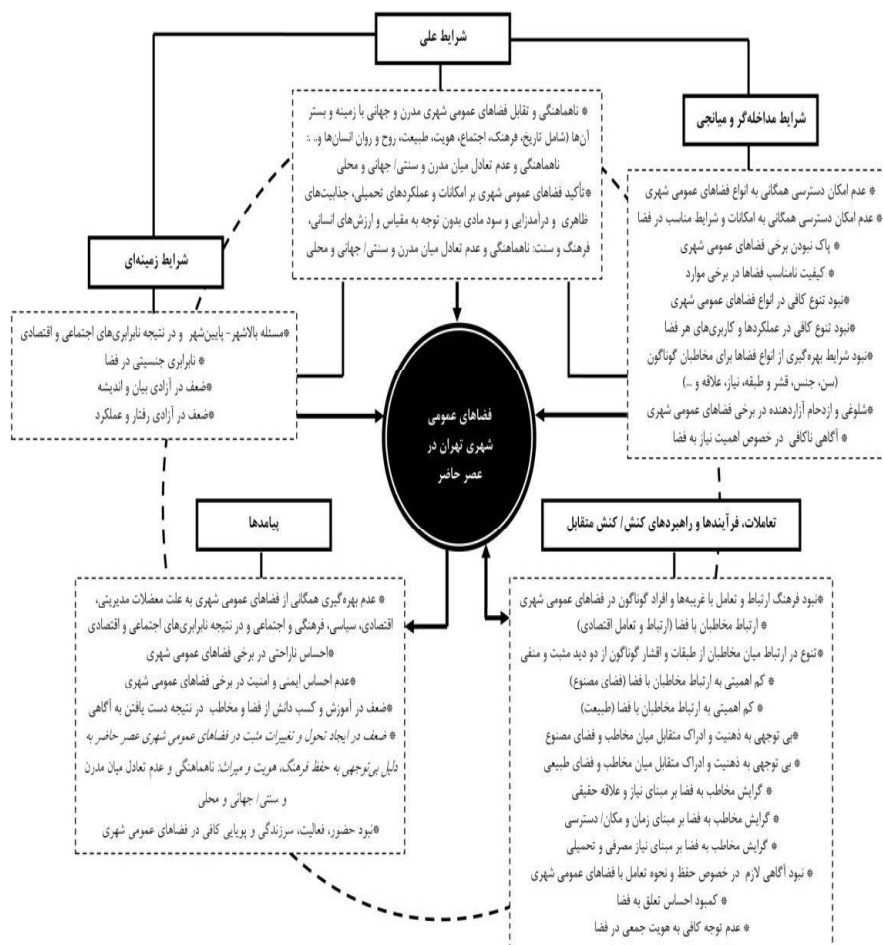 شرایط علی
* ناهماهنگی و تقابل فضاهای عمومی شهری مدرن و جهانی با زمینه و بستر
آن‌ها (شامل تاریخ، فرهنگ، اجتماع، هویت، طبیعت، روح و روان انسان‌ها و... :
ناهماهنگی و عدم تعادل میان مدرن و سنتی/ جهانی و محلی
*تأکید فضاهای عمومی شهری بر امکانات و عملکردهای تحمیلی، جذابیت‌های
ظاهری و درآمدزایی و سود مادی بدون توجه به مقیاس و ارزش‌های انسانی،
فرهنگ و سنت: ناهماهنگی و عدم تعادل میان مدرن و سنتی/ جهانی و محلی
شرایط مداخله‌گر و میانجی
* عدم امکان دسترسی همگانی به انواع فضاهای عمومی شهری
* عدم امکان دسترسی همگانی به امکانات و شرایط مناسب در فضا
* پاک نبودن برخی فضاهای عمومی شهری
* کیفیت نامناسب فضاها در برخی موارد
*نبود تنوع کافی در انواع فضاهای عمومی شهری
*نبود تنوع کافی در عملکردها و کاربری‌های هر فضا
*نبود شرایط بهره‌گیری از انواع فضاها برای مخاطبان گوناگون
(سن، جنس، قشر و طبقه، نیاز، علاقه و ...)
*شلوغی و ازدحام آزاردهنده در برخی فضاهای عمومی شهری
* آگاهی ناکافی در خصوص اهمیت نیاز به فضا
شرایط زمینه‌ای
*مسئله بالاشهر- پایین‌شهر و در نتیجه نابرابری‌های اجتماعی و اقتصادی
* نابرابری جنسیتی در فضا
*ضعف در آزادی بیان و اندیشه
*ضعف در آزادی رفتار و عملکرد
فضاهای عمومی
شهری تهران در
عصر حاضر
تعاملات، فرآیندها و راهبردهای کنش/ کنش متقابل
*نبود فرهنگ ارتباط و تعامل با غریبه‌ها و افراد گوناگون در فضاهای عمومی شهری
* ارتباط مخاطبان با فضا (ارتباط و تعامل اقتصادی)
*تنوع در ارتباط میان مخاطبان از طبقات و اقشار گوناگون از دو دید مثبت و منفی
* کم اهمیتی به ارتباط مخاطبان با فضا (فضای مصنوع)
* کم اهمیتی به ارتباط مخاطبان با فضا (طبیعت)
*بی توجهی به ذهنیت و ادراک متقابل میان مخاطب و فضای مصنوع
* بی توجهی به ذهنیت و ادراک متقابل میان مخاطب و فضای طبیعی
* گرایش مخاطب به فضا بر مبنای نیاز و علاقه حقیقی
* گرایش مخاطب به فضا بر مبنای زمان و مکان/ دسترسی
* گرایش مخاطب به فضا بر مبنای نیاز مصرفی و تحمیلی
* نبود آگاهی لازم در خصوص حفظ و نحوه تعامل با فضاهای عمومی شهری
* کمبود احساس تعلق به فضا
* عدم توجه کافی به هویت جمعی در فضا
پیامدها
* عدم بهره‌گیری همگانی از فضاهای عمومی شهری به علت معضلات مدیریتی،
اقتصادی، سیاسی، فرهنگی و اجتماعی و در نتیجه نابرابری‌های اجتماعی و اقتصادی
*احساس ناراحتی در برخی فضاهای عمومی شهری
*عدم احساس ایمنی و امنیت در برخی فضاهای عمومی شهری
*ضعف در آموزش و کسب دانش از فضا و مخاطب در نتیجه دست یافتن به آگاهی
* ضعف در ایجاد تحول و تغییرات مثبت در فضاهای عمومی شهری عصر حاضر به
دلیل بی‌توجهی به حفظ فرهنگ، هویت و میراث: ناهماهنگی و عدم تعادل میان مدرن
و سنتی/ جهانی و محلی
*نبود حضور، فعالیت، سرزندگی و پویایی کافی در فضاهای عمومی شهری